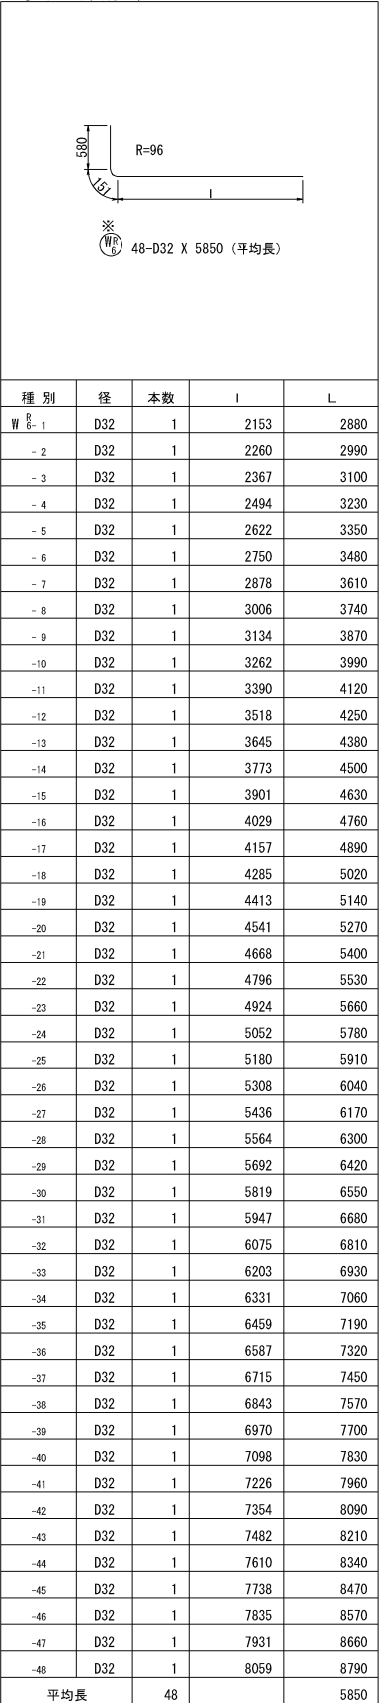 580
R=96
151
l
※
WR6 48-D32 X 5850 (平均長)
種 別 径 本数 l L
W R6- 1 D32 1 2153 2880
- 2 D32 1 2260 2990
- 3 D32 1 2367 3100
- 4 D32 1 2494 3230
- 5 D32 1 2622 3350
- 6 D32 1 2750 3480
- 7 D32 1 2878 3610
- 8 D32 1 3006 3740
- 9 D32 1 3134 3870
-10 D32 1 3262 3990
-11 D32 1 3390 4120
-12 D32 1 3518 4250
-13 D32 1 3645 4380
-14 D32 1 3773 4500
-15 D32 1 3901 4630
-16 D32 1 4029 4760
-17 D32 1 4157 4890
-18 D32 1 4285 5020
-19 D32 1 4413 5140
-20 D32 1 4541 5270
-21 D32 1 4668 5400
-22 D32 1 4796 5530
-23 D32 1 4924 5660
-24 D32 1 5052 5780
-25 D32 1 5180 5910
-26 D32 1 5308 6040
-27 D32 1 5436 6170
-28 D32 1 5564 6300
-29 D32 1 5692 6420
-30 D32 1 5819 6550
-31 D32 1 5947 6680
-32 D32 1 6075 6810
-33 D32 1 6203 6930
-34 D32 1 6331 7060
-35 D32 1 6459 7190
-36 D32 1 6587 7320
-37 D32 1 6715 7450
-38 D32 1 6843 7570
-39 D32 1 6970 7700
-40 D32 1 7098 7830
-41 D32 1 7226 7960
-42 D32 1 7354 8090
-43 D32 1 7482 8210
-44 D32 1 7610 8340
-45 D32 1 7738 8470
-46 D32 1 7835 8570
-47 D32 1 7931 8660
-48 D32 1 8059 8790
平均長 48 5850